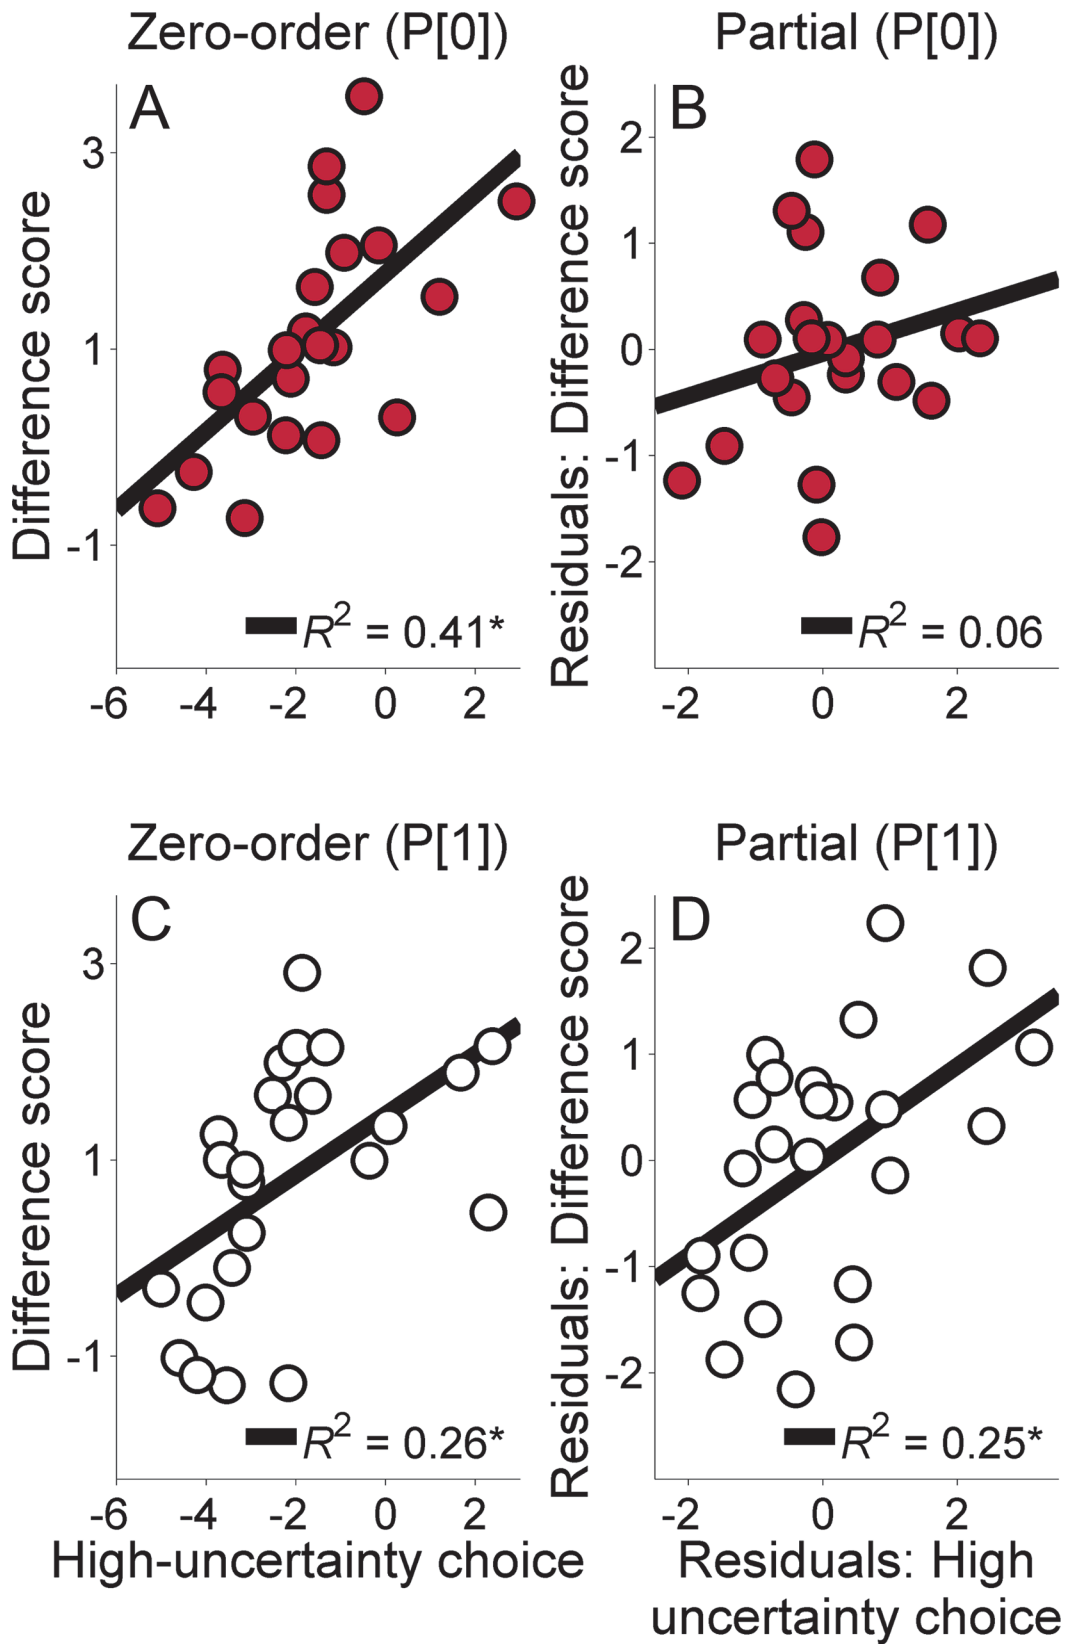 Zero-order (P[0])
A
Difference score
3
1
-1
R2 = 0.41*
-6 -4 -2 0 2
Partial (P[0])
B
Residuals: Difference score
2
1
0
-1
-2
R2 = 0.06
-2 0 2
Zero-order (P[1])
C
Difference score
3
1
-1
R2 = 0.26*
-6 -4 -2 0 2
High-uncertainty choice
Partial (P[1])
D
Residuals: Difference score
2
1
0
-1
-2
R2 = 0.25*
-2 0 2
Residuals: High
uncertainty choice